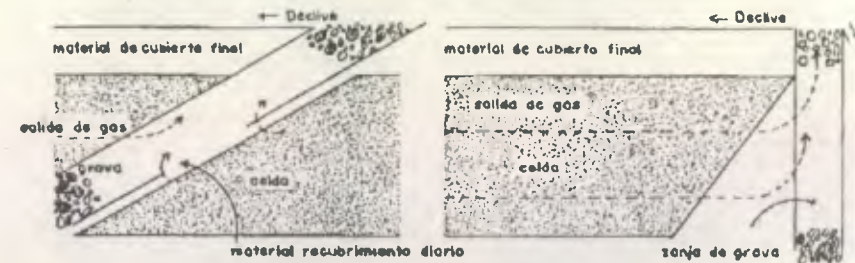 ← Declive
material de cubierta final
salida de gas
grava
celda
material recubrimiento diario
← Declive
material de cubierta final
salida de gas
celda
zanja de grava